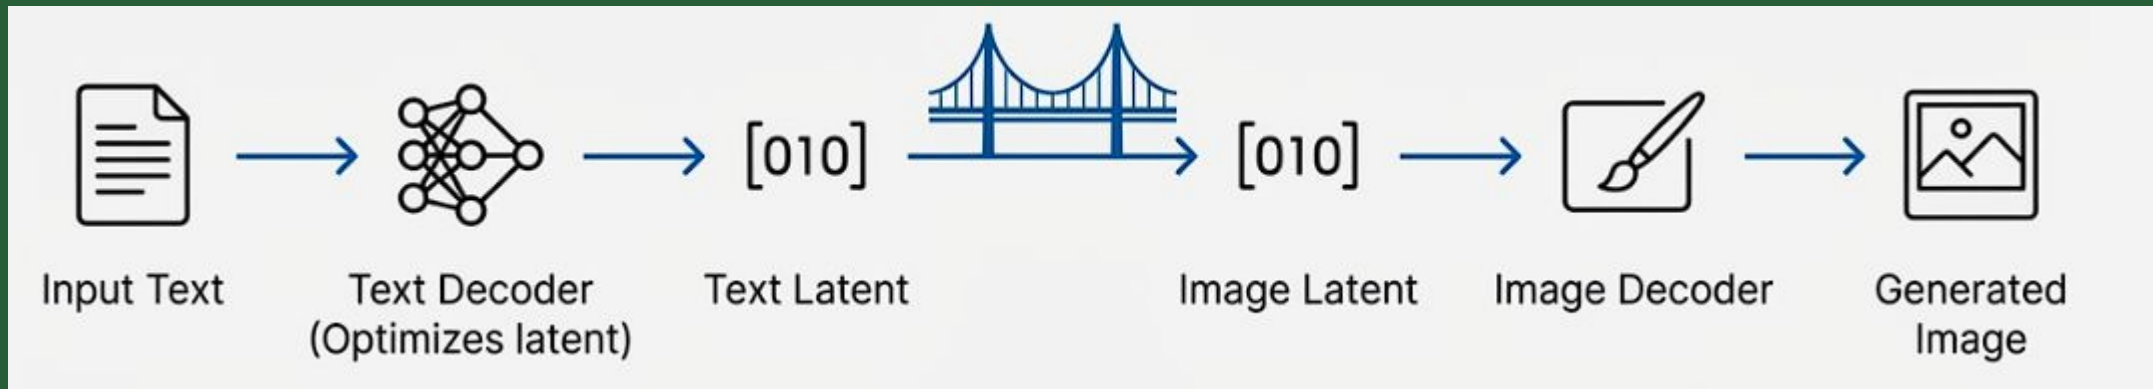 [010]
[010]
Input Text
Text Decoder
(Optimizes latent)
Text Latent
Image Latent
Image Decoder
Generated
Image